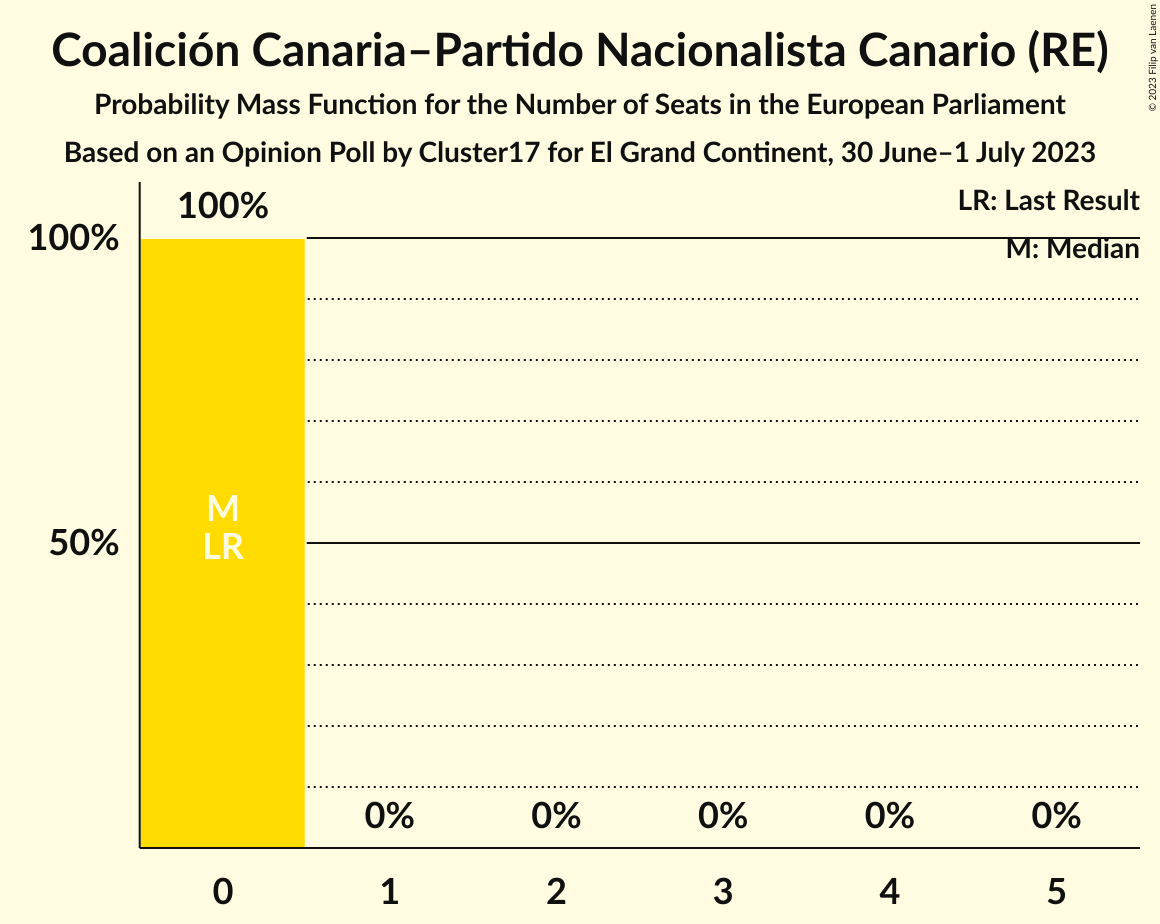 Coalición Canaria–Partido Nacionalista Canario (RE)
Probability Mass Function for the Number of Seats in the European Parliament
Based on an Opinion Poll by Cluster17 for El Grand Continent, 30 June–1 July 2023
© 2023 Filip van Laenen
LR: Last Result
M: Median
100%
100%
50%
M
LR
0% 0% 0% 0% 0%
0 1 2 3 4 5